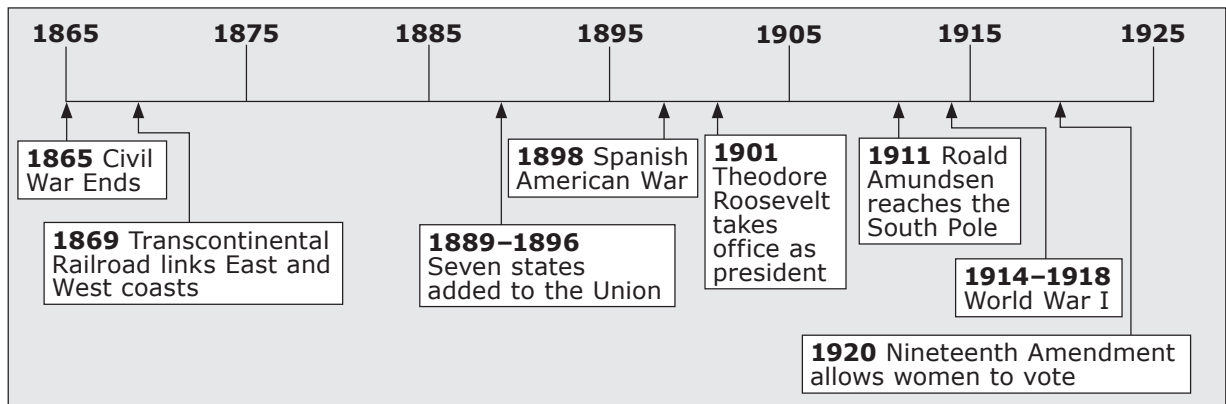 1865 1875 1885 1895 1905 1915 1925
1865 Civil
War Ends
1869 Transcontinental
Railroad links East and
West coasts
1889–1896
Seven states
added to the Union
1898 Spanish
American War
1901
Theodore
Roosevelt
takes
office as
president
1911 Roald
Amundsen
reaches the
South Pole
1914–1918
World War I
1920 Nineteenth Amendment
allows women to vote